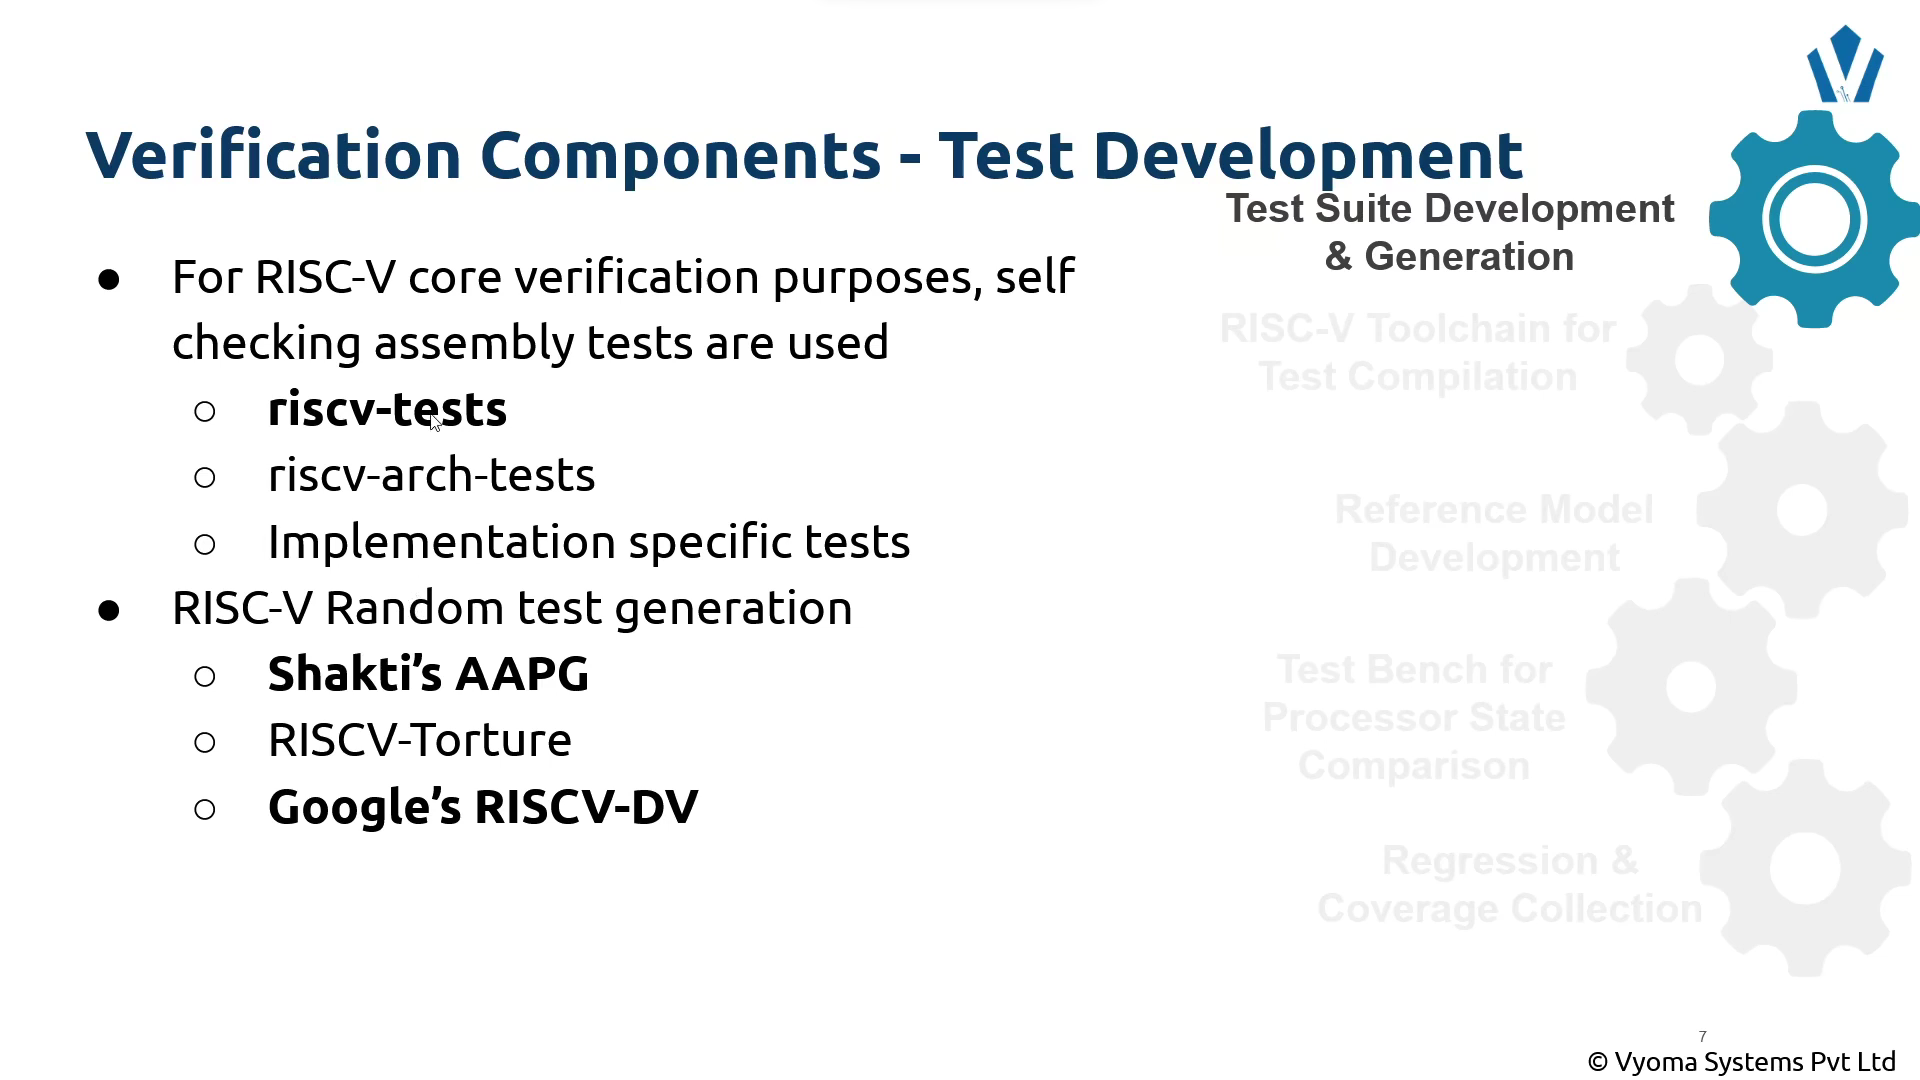 Verification Components - Test Development
Test Suite Development
& Generation
● For RISC-V core verification purposes, self
checking assembly tests are used
○ riscv-tests
○ riscv-arch-tests
○ Implementation specific tests
● RISC-V Random test generation
○ Shakti’s AAPG
○ RISCV-Torture
○ Google’s RISCV-DV
RISC-V Toolchain for
Test Compilation
Reference Model
Development
Test Bench for
Processor State
Comparison
Regression &
Coverage Collection
7
© Vyoma Systems Pvt Ltd